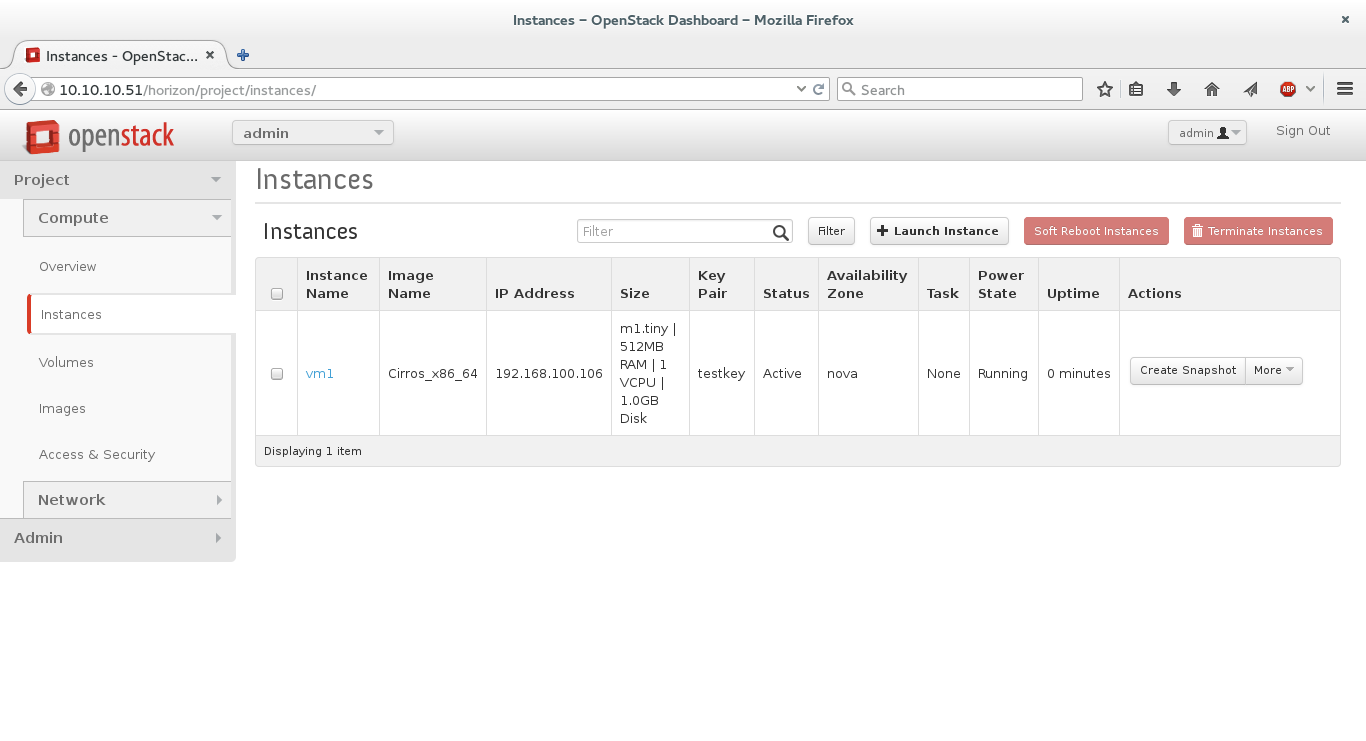 Instances – OpenStack Dashboard – Mozilla Firefox
Instances - OpenStac...
10.10.10.51/horizon/project/instances/
Search
ABP
openstack
admin
admin
Sign Out
Project
Compute
Overview
Instances
Volumes
Images
Access & Security
Network
Admin
Instances
Instances
Filter
Filter
Launch Instance
Soft Reboot Instances
Terminate Instances
Instance Name
Image Name
IP Address
Size
Key Pair
Status
Availability Zone
Task
Power State
Uptime
Actions
vm1
Cirros_x86_64
192.168.100.106
m1.tiny |
512MB
RAM | 1
VCPU |
1.0GB
Disk
testkey
Active
nova
None
Running
0 minutes
Create Snapshot
More
Displaying 1 item